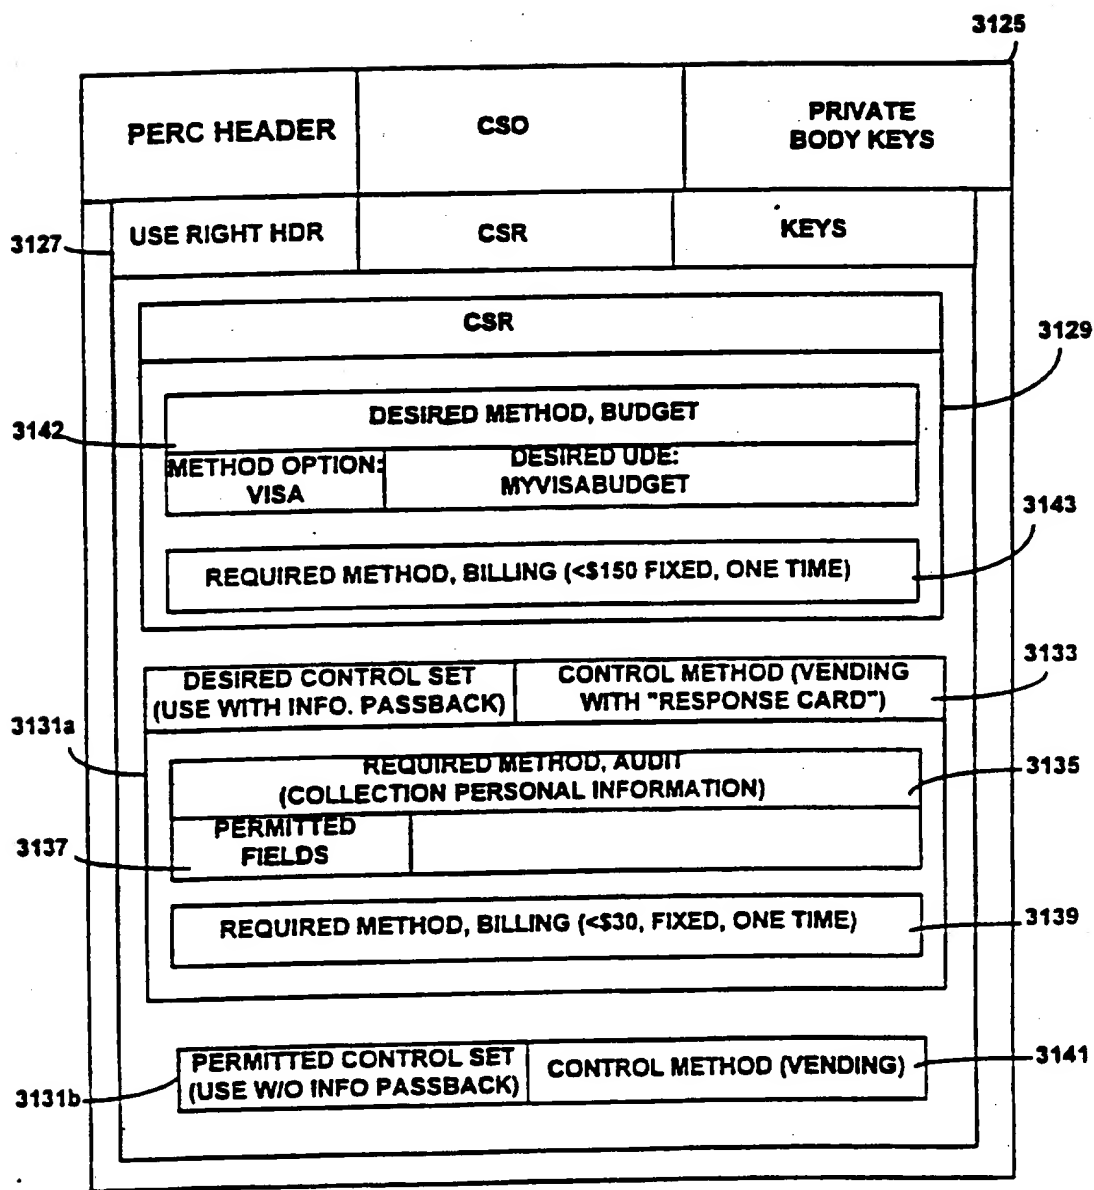 3125
PERC HEADER
CSO
PRIVATE
BODY KEYS
3127
USE RIGHT HDR
CSR
KEYS
CSR
3129
DESIRED METHOD, BUDGET
3142
METHOD OPTION:
VISA
DESIRED UDE:
MYVISABUDGET
3143
REQUIRED METHOD, BILLING (<$150 FIXED, ONE TIME)
3133
DESIRED CONTROL SET
(USE WITH INFO. PASSBACK)
CONTROL METHOD (VENDING
WITH "RESPONSE CARD")
3131a
REQUIRED METHOD, AUDIT
(COLLECTION PERSONAL INFORMATION)
3135
PERMITTED
FIELDS
3137
REQUIRED METHOD, BILLING (<$30, FIXED, ONE TIME)
3139
PERMITTED CONTROL SET
(USE W/O INFO PASSBACK)
CONTROL METHOD (VENDING)
3141
3131b